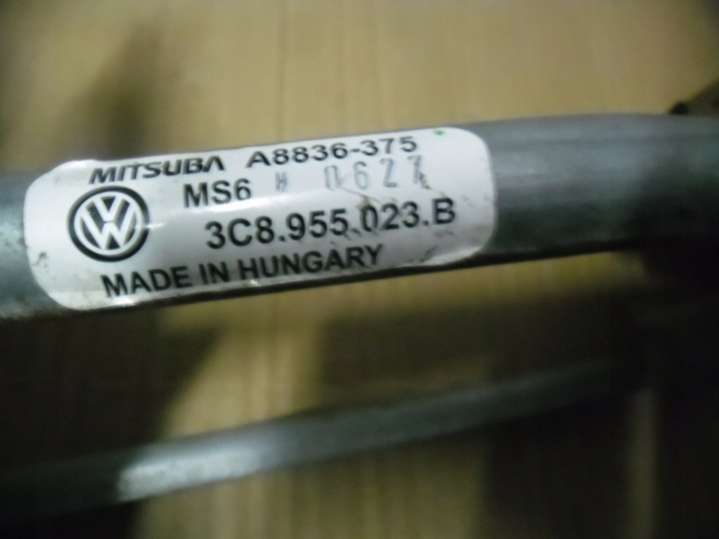 MITSUBA A8836-375
MS6 H 0627
3C8.955.023.B
MADE IN HUNGARY